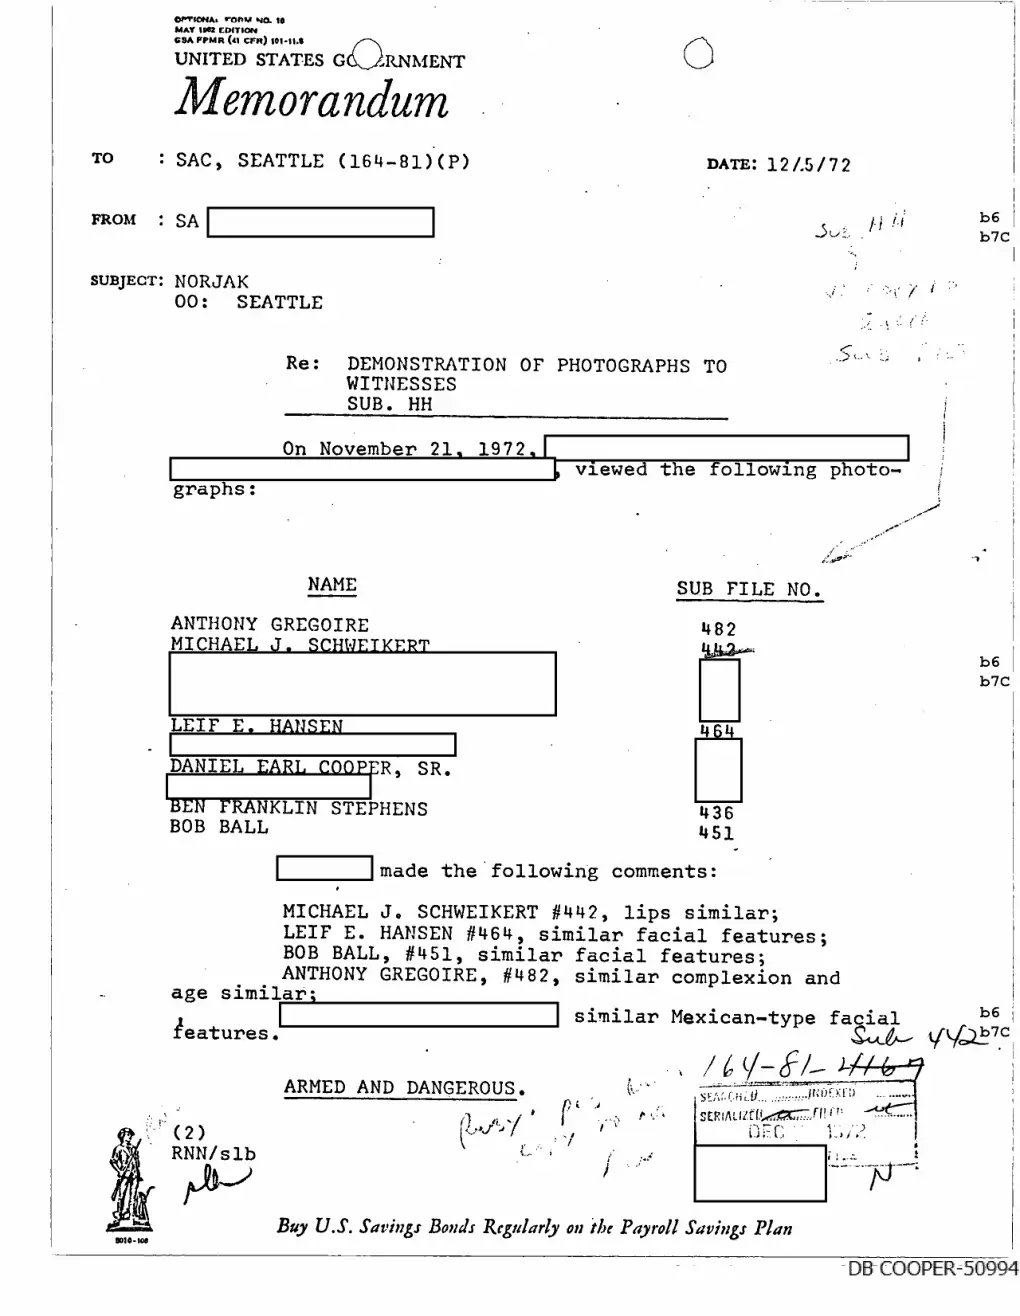 OPTIONAL FORM NO. 10
MAY 1962 EDITION
GSA FPMR (41 CFR) 101-11.6
UNITED STATES GOVERNMENT
Memorandum
TO : SAC, SEATTLE (164-81)(P) DATE: 12/5/72
FROM : SA
b6
b7C
Sub HH
SUBJECT: NORJAK
OO: SEATTLE
Re: DEMONSTRATION OF PHOTOGRAPHS TO
WITNESSES
SUB. HH
On November 21, 1972,
, viewed the following photo-
graphs:
NAME SUB FILE NO.
ANTHONY GREGOIRE 482
MICHAEL J. SCHWEIKERT 442
b6
b7C
LEIF E. HANSEN 464
DANIEL EARL COOPER, SR.
BEN FRANKLIN STEPHENS 436
BOB BALL 451
made the following comments:
MICHAEL J. SCHWEIKERT #442, lips similar;
LEIF E. HANSEN #464, similar facial features;
BOB BALL, #451, similar facial features;
ANTHONY GREGOIRE, #482, similar complexion and
age similar;
similar Mexican-type facial
features.
b6
b7C
Sub 442
164-81-
ARMED AND DANGEROUS.
SEARCHED INDEXED
SERIALIZED FILED
DEC 1972
(2)
RNN/slb
N
5010-108
Buy U.S. Savings Bonds Regularly on the Payroll Savings Plan
DB COOPER-50994